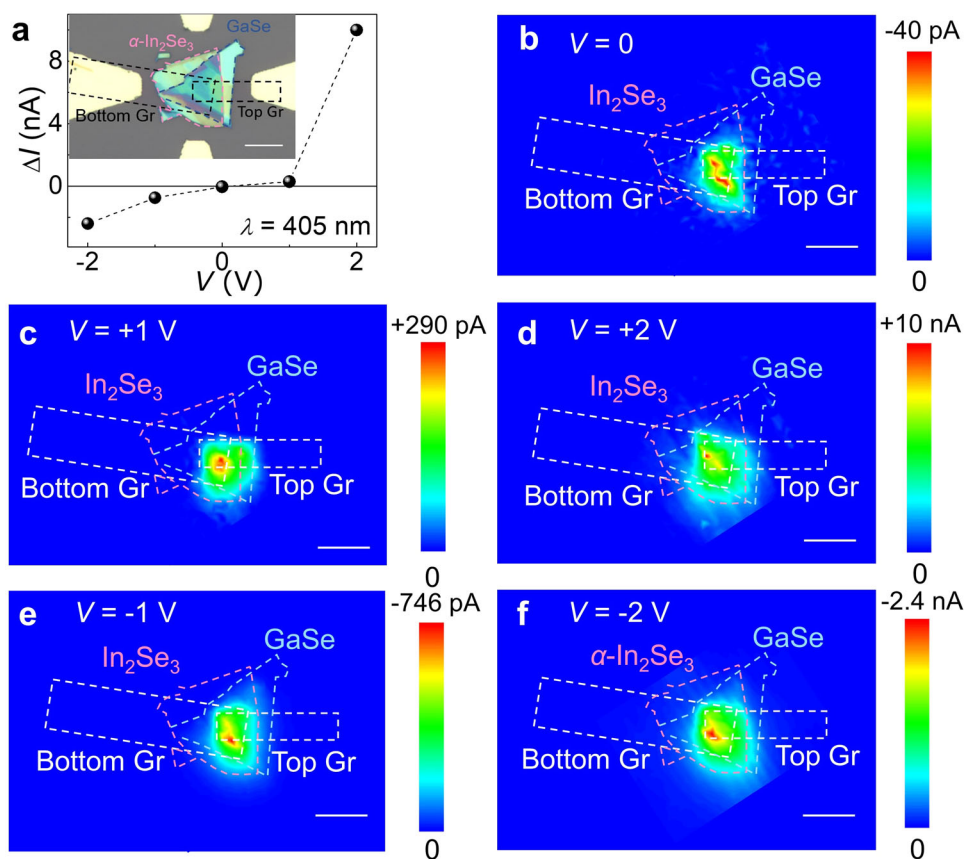 a
α-In₂Se₃
GaSe
Bottom Gr
Top Gr
8
4
0
ΔI (nA)
λ = 405 nm
-2
0
2
V (V)
b
V = 0
-40 pA
GaSe
In₂Se₃
Bottom Gr
Top Gr
0
c
V = +1 V
+290 pA
GaSe
In₂Se₃
Bottom Gr
Top Gr
0
d
V = +2 V
+10 nA
GaSe
In₂Se₃
Bottom Gr
Top Gr
0
e
V = -1 V
-746 pA
GaSe
In₂Se₃
Bottom Gr
Top Gr
0
f
V = -2 V
-2.4 nA
GaSe
α-In₂Se₃
Bottom Gr
Top Gr
0